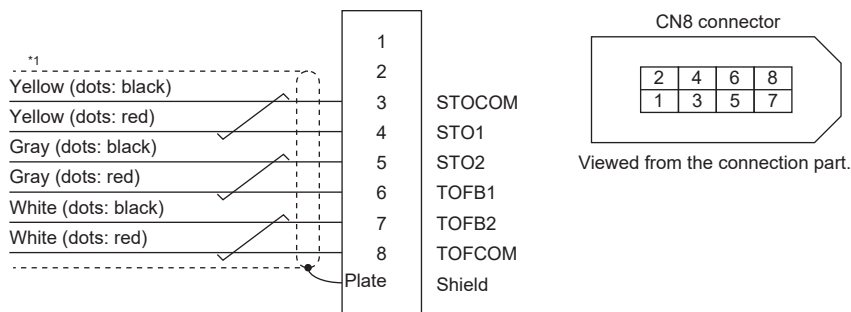 CN8 connector
1
*1
2
Yellow (dots: black)
3 STOCOM
Yellow (dots: red)
4 STO1
Gray (dots: black)
5 STO2
Gray (dots: red)
6 TOFB1
White (dots: black)
7 TOFB2
White (dots: red)
8 TOFCOM
Plate Shield
2 4 6 8
1 3 5 7
Viewed from the connection part.